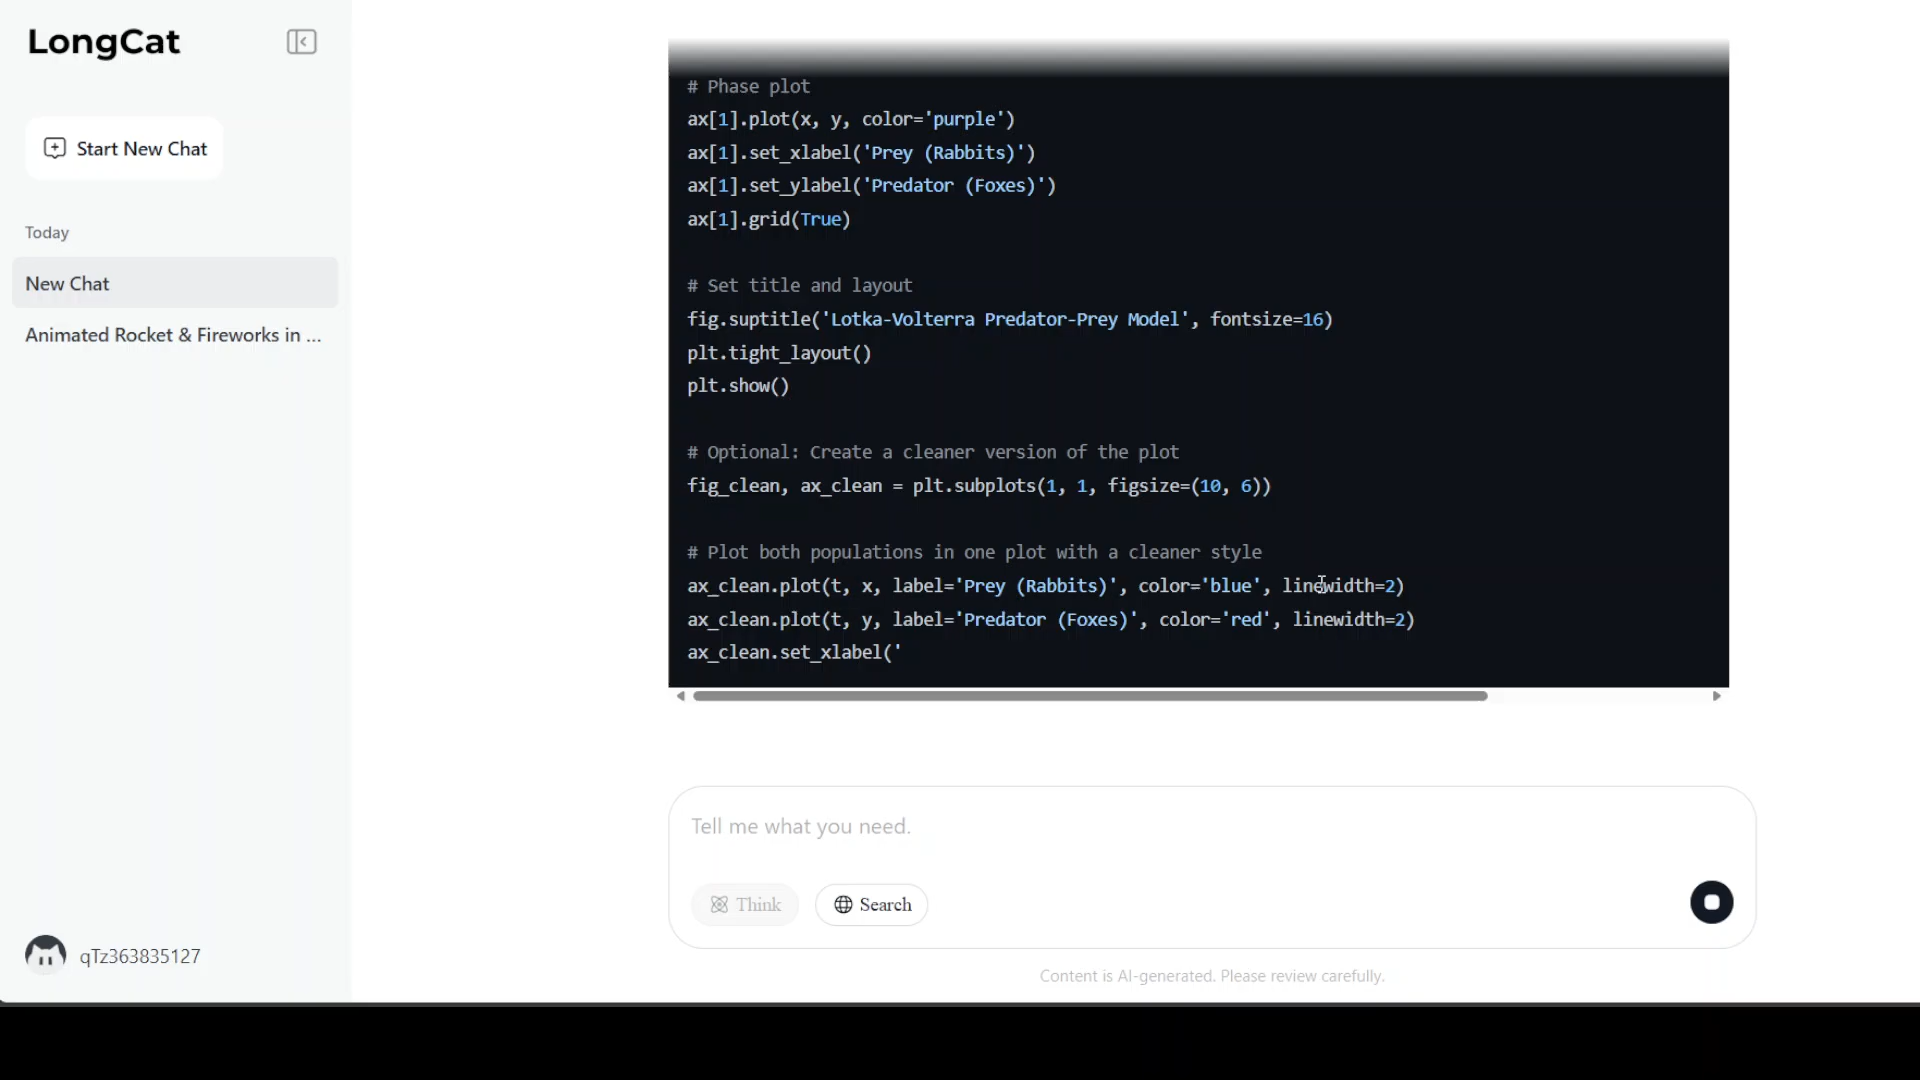 LongCat
Start New Chat
Today
New Chat
Animated Rocket & Fireworks in ...
qTz363835127
# Phase plot
ax[1].plot(x, y, color='purple')
ax[1].set_xlabel('Prey (Rabbits)')
ax[1].set_ylabel('Predator (Foxes)')
ax[1].grid(True)
# Set title and layout
fig.suptitle('Lotka-Volterra Predator-Prey Model', fontsize=16)
plt.tight_layout()
plt.show()
# Optional: Create a cleaner version of the plot
fig_clean, ax_clean = plt.subplots(1, 1, figsize=(10, 6))
# Plot both populations in one plot with a cleaner style
ax_clean.plot(t, x, label='Prey (Rabbits)', color='blue', linewidth=2)
ax_clean.plot(t, y, label='Predator (Foxes)', color='red', linewidth=2)
ax_clean.set_xlabel('
Tell me what you need.
Think
Search
Content is AI-generated. Please review carefully.